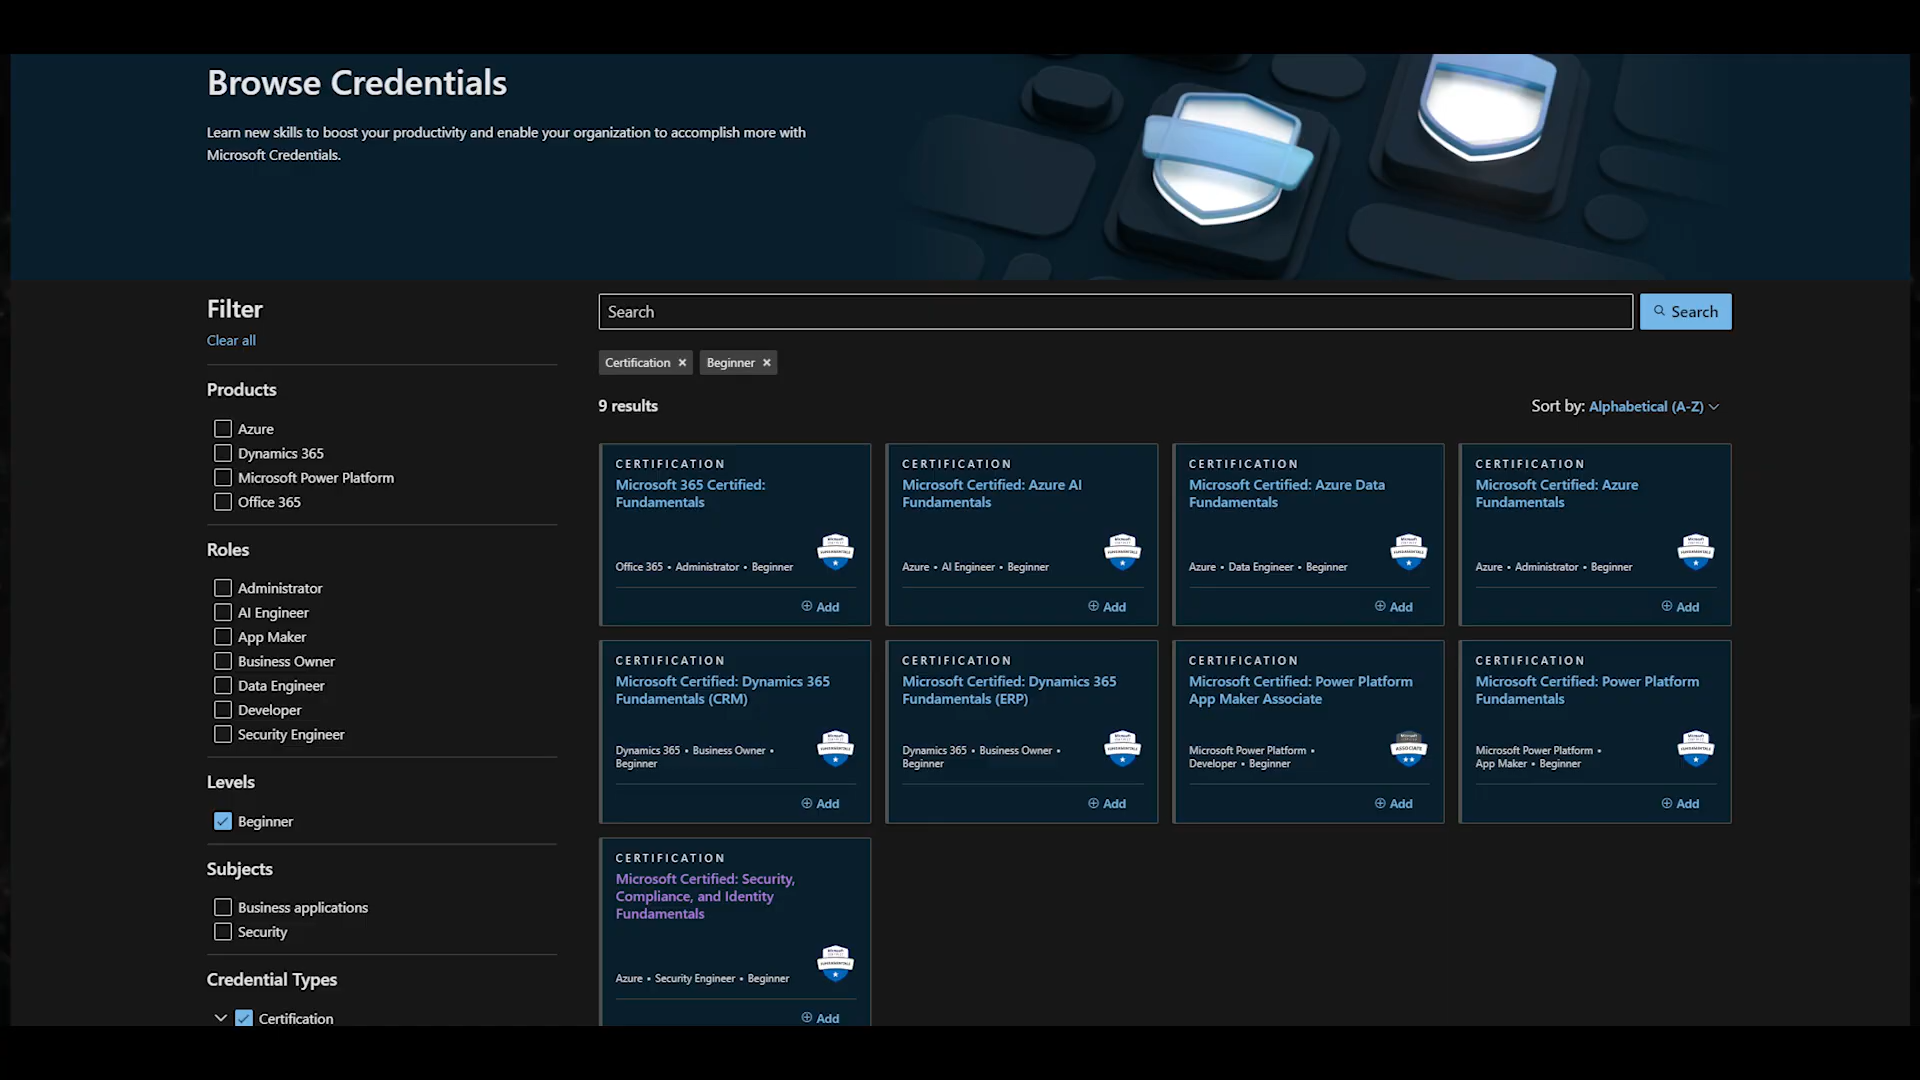 Browse Credentials
Learn new skills to boost your productivity and enable your organization to accomplish more with
Microsoft Credentials.
Filter
Clear all
Products
Azure
Dynamics 365
Microsoft Power Platform
Office 365
Roles
Administrator
AI Engineer
App Maker
Business Owner
Data Engineer
Developer
Security Engineer
Levels
Beginner
Subjects
Business applications
Security
Credential Types
Certification
Search
Search
Certification
Beginner
9 results
Sort by: Alphabetical (A-Z)
CERTIFICATION
Microsoft 365 Certified:
Fundamentals
Office 365 • Administrator • Beginner
Add
CERTIFICATION
Microsoft Certified: Azure AI
Fundamentals
Azure • AI Engineer • Beginner
Add
CERTIFICATION
Microsoft Certified: Azure Data
Fundamentals
Azure • Data Engineer • Beginner
Add
CERTIFICATION
Microsoft Certified: Azure
Fundamentals
Azure • Administrator • Beginner
Add
CERTIFICATION
Microsoft Certified: Dynamics 365
Fundamentals (CRM)
Dynamics 365 • Business Owner •
Beginner
Add
CERTIFICATION
Microsoft Certified: Dynamics 365
Fundamentals (ERP)
Dynamics 365 • Business Owner •
Beginner
Add
CERTIFICATION
Microsoft Certified: Power Platform
App Maker Associate
Microsoft Power Platform •
Developer • Beginner
ASSOCIATE
Add
CERTIFICATION
Microsoft Certified: Power Platform
Fundamentals
Microsoft Power Platform •
App Maker • Beginner
Add
CERTIFICATION
Microsoft Certified: Security,
Compliance, and Identity
Fundamentals
Azure • Security Engineer • Beginner
Add